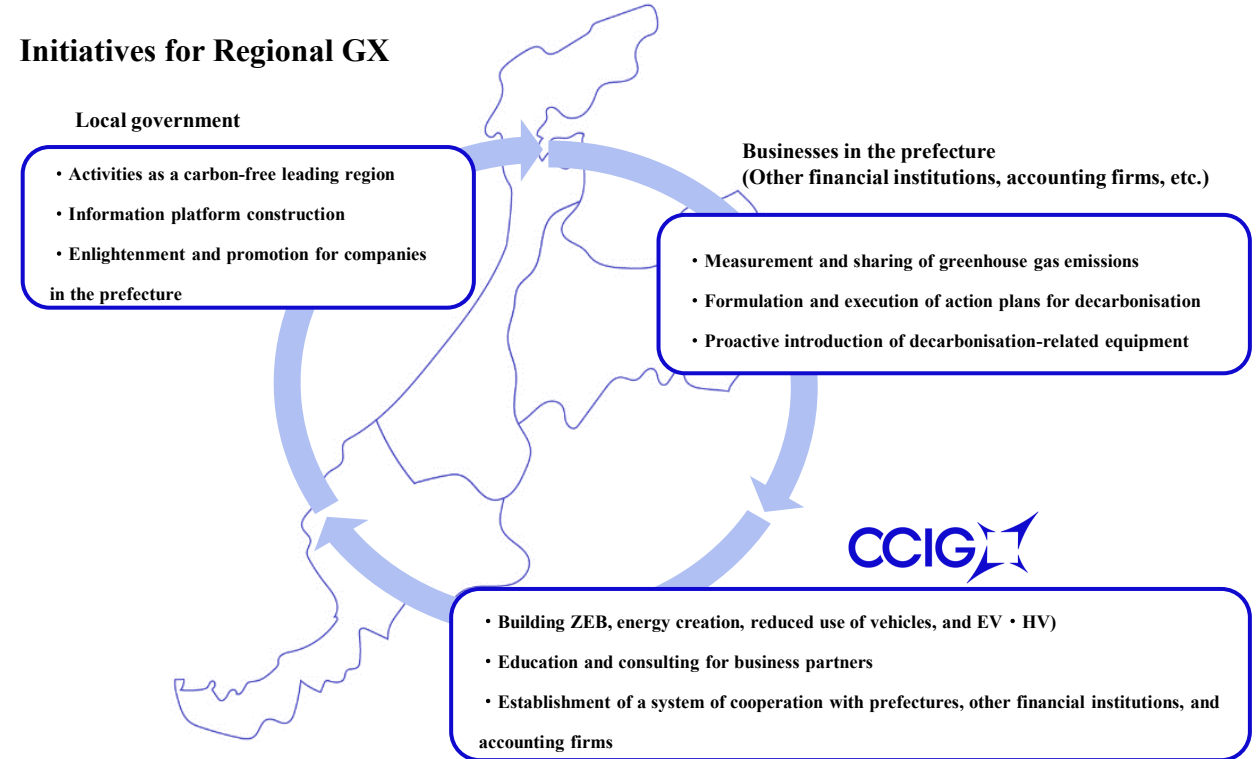 Initiatives for Regional GX
Local government
・Activities as a carbon-free leading region
・Information platform construction
・Enlightenment and promotion for companies
in the prefecture
Businesses in the prefecture
(Other financial institutions, accounting firms, etc.)
・Measurement and sharing of greenhouse gas emissions
・Formulation and execution of action plans for decarbonisation
・Proactive introduction of decarbonisation-related equipment
CCIG
・Building ZEB, energy creation, reduced use of vehicles, and EV・HV)
・Education and consulting for business partners
・Establishment of a system of cooperation with prefectures, other financial institutions, and
accounting firms